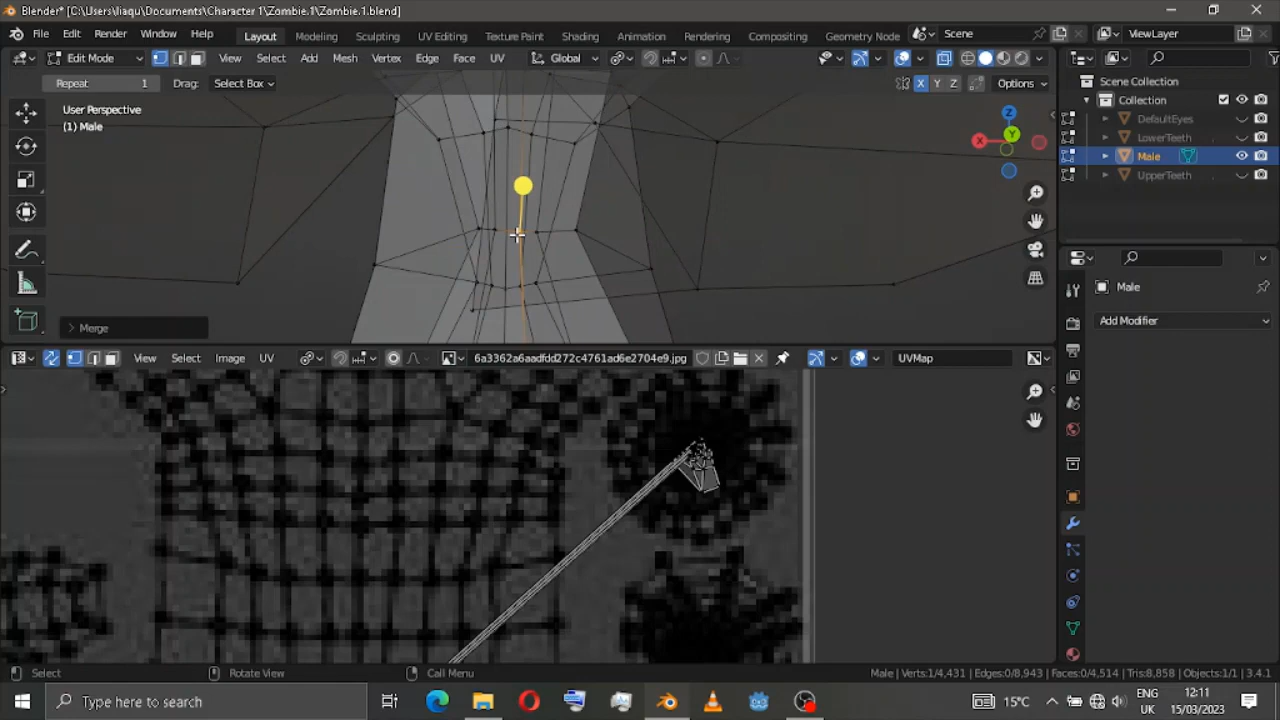 Blender* [C:\Users\liaqu\Documents\Character 1\Zombie.1\Zombie.1.blend]
File Edit Render Window Help Layout Modeling Sculpting UV Editing Texture Paint Shading Animation Rendering Compositing Geometry Node Scene ViewLayer
Edit Mode View Select Add Mesh Vertex Edge Face UV Global
Repeat 1 Drag: Select Box X Y Z Options
User Perspective
(1) Male
Z
Y
X
Merge
Scene Collection
Collection
DefaultEyes
LowerTeeth
Male
UpperTeeth
Male
Add Modifier
View Select Image UV 6a3362a6aadfdd272c4761ad6e2704e9.jpg UVMap
Select Rotate View Call Menu Male | Verts:1/4,431 | Edges:0/8,943 | Faces:0/4,514 | Tris:8,858 | Objects:1/1 | 3.4.1
Type here to search
15°C
ENG
UK
12:11
15/03/2023